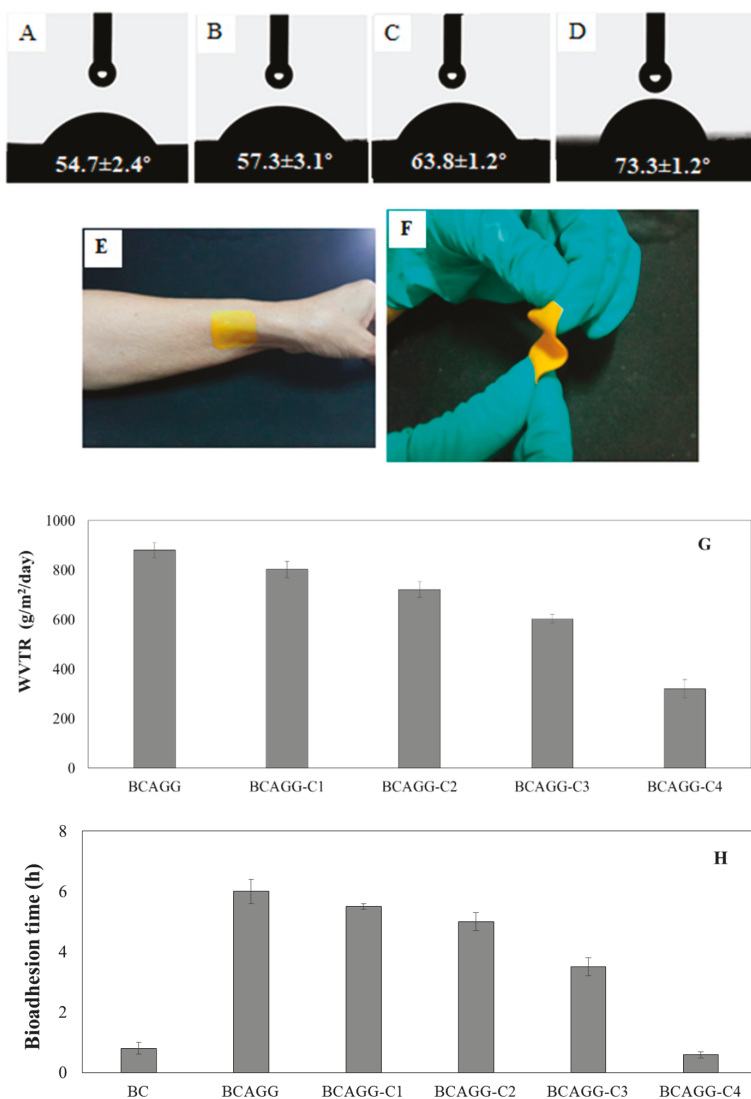 A B C D
54.7±2.4° 57.3±3.1° 63.8±1.2° 73.3±1.2°
E F
G
WVTR (g/m²/day)
1000
800
600
400
200
0
BCAGG BCAGG-C1 BCAGG-C2 BCAGG-C3 BCAGG-C4
H
Bioadhesion time (h)
8
6
4
2
0
BC BCAGG BCAGG-C1 BCAGG-C2 BCAGG-C3 BCAGG-C4